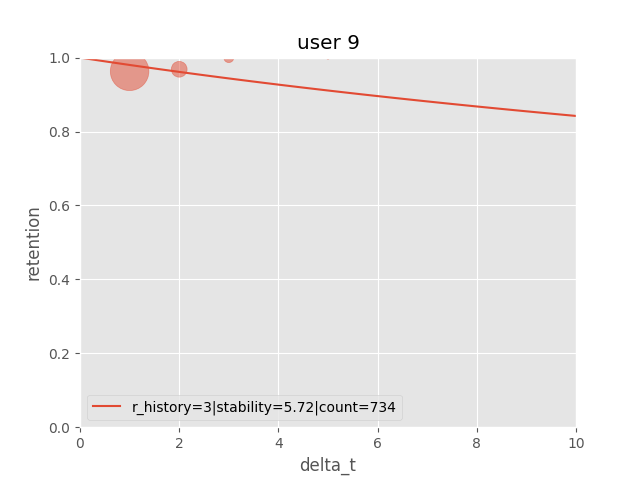 user 9
retention
1.0
0.8
0.6
0.4
0.2
0.0
r_history=3|stability=5.72|count=734
0 2 4 6 8 10
delta_t